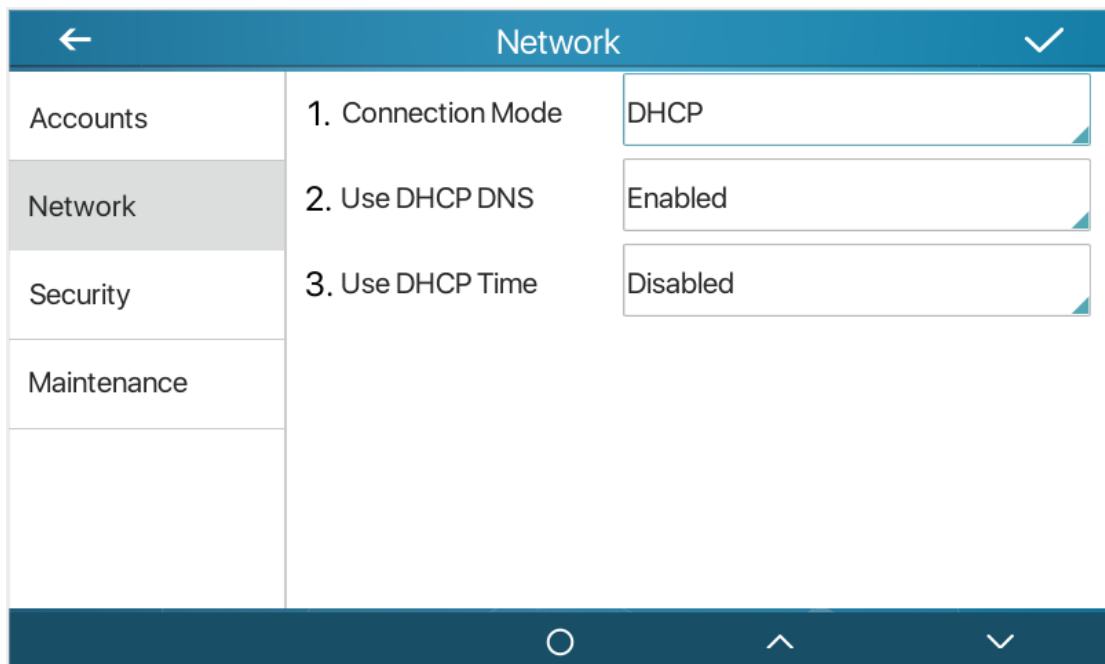 Network
Accounts
Network
Security
Maintenance
1. Connection Mode DHCP
2. Use DHCP DNS Enabled
3. Use DHCP Time Disabled